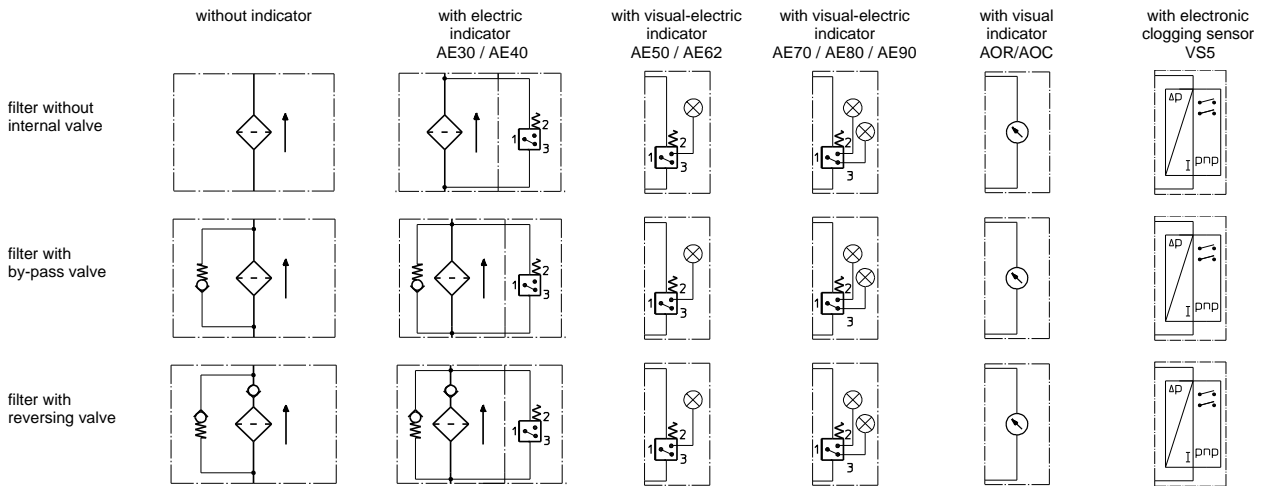 without indicator
with electric
indicator
AE30 / AE40
with visual-electric
indicator
AE50 / AE62
with visual-electric
indicator
AE70 / AE80 / AE90
with visual
indicator
AOR/AOC
with electronic
clogging sensor
VS5
filter without
internal valve
1 2 3
1 2 3
1 2 3
Δp
I pnp
filter with
by-pass valve
1 2 3
1 2 3
1 2 3
Δp
I pnp
filter with
reversing valve
1 2 3
1 2 3
1 2 3
Δp
I pnp